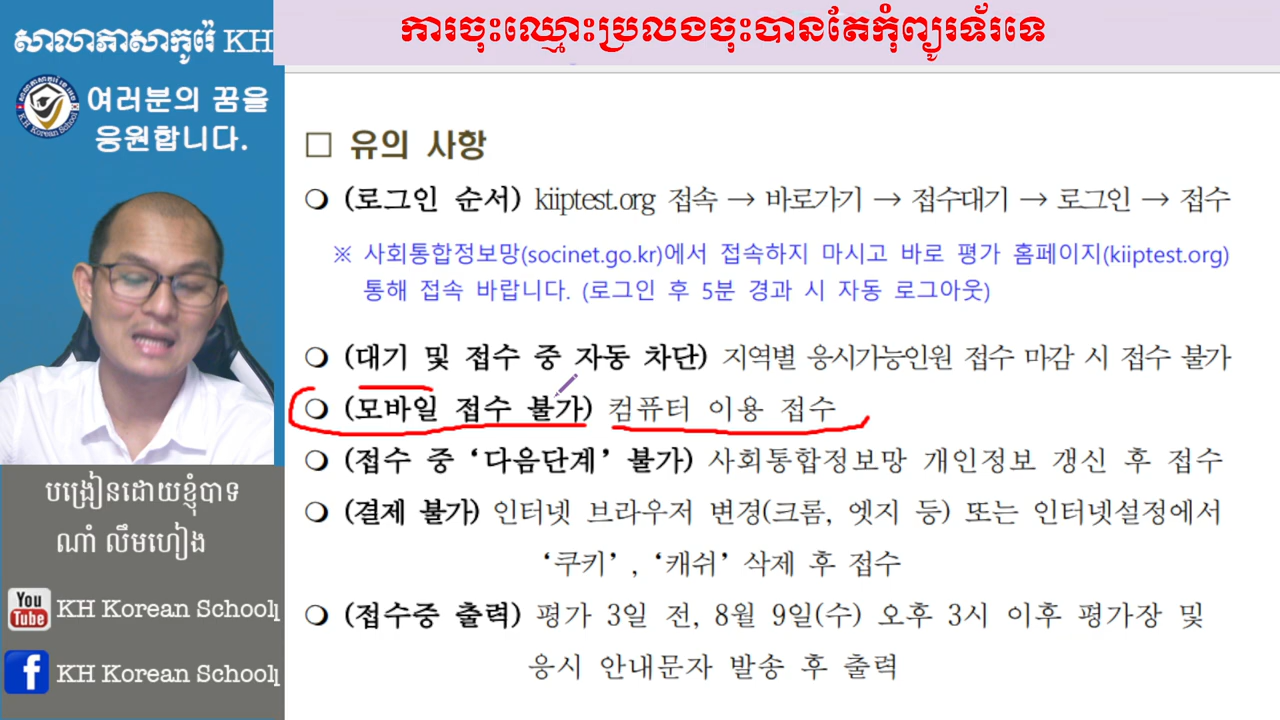 សាលាភាសាកូរ៉េ KH
ការចុះឈ្មោះប្រលងចុះបានតែកុំព្យូរទ័រទេ
KH Korean School
여러분의 꿈을
응원합니다.
□ 유의 사항
❍ (로그인 순서) kiiptest.org 접속 → 바로가기 → 접수대기 → 로그인 → 접수
※ 사회통합정보망(socinet.go.kr)에서 접속하지 마시고 바로 평가 홈페이지(kiiptest.org)
통해 접속 바랍니다. (로그인 후 5분 경과 시 자동 로그아웃)
❍ (대기 및 접수 중 자동 차단) 지역별 응시가능인원 접수 마감 시 접수 불가
❍ (모바일 접수 불가) 컴퓨터 이용 접수
❍ (접수 중 ‘다음단계’ 불가) 사회통합정보망 개인정보 갱신 후 접수
❍ (결제 불가) 인터넷 브라우저 변경(크롬, 엣지 등) 또는 인터넷설정에서
‘쿠키’, ‘캐쉬’ 삭제 후 접수
❍ (접수중 출력) 평가 3일 전, 8월 9일(수) 오후 3시 이후 평가장 및
응시 안내문자 발송 후 출력
បង្រៀនដោយខ្ញុំបាទ
ណាំ លឹមហៀង
You Tube KH Korean School
f KH Korean School